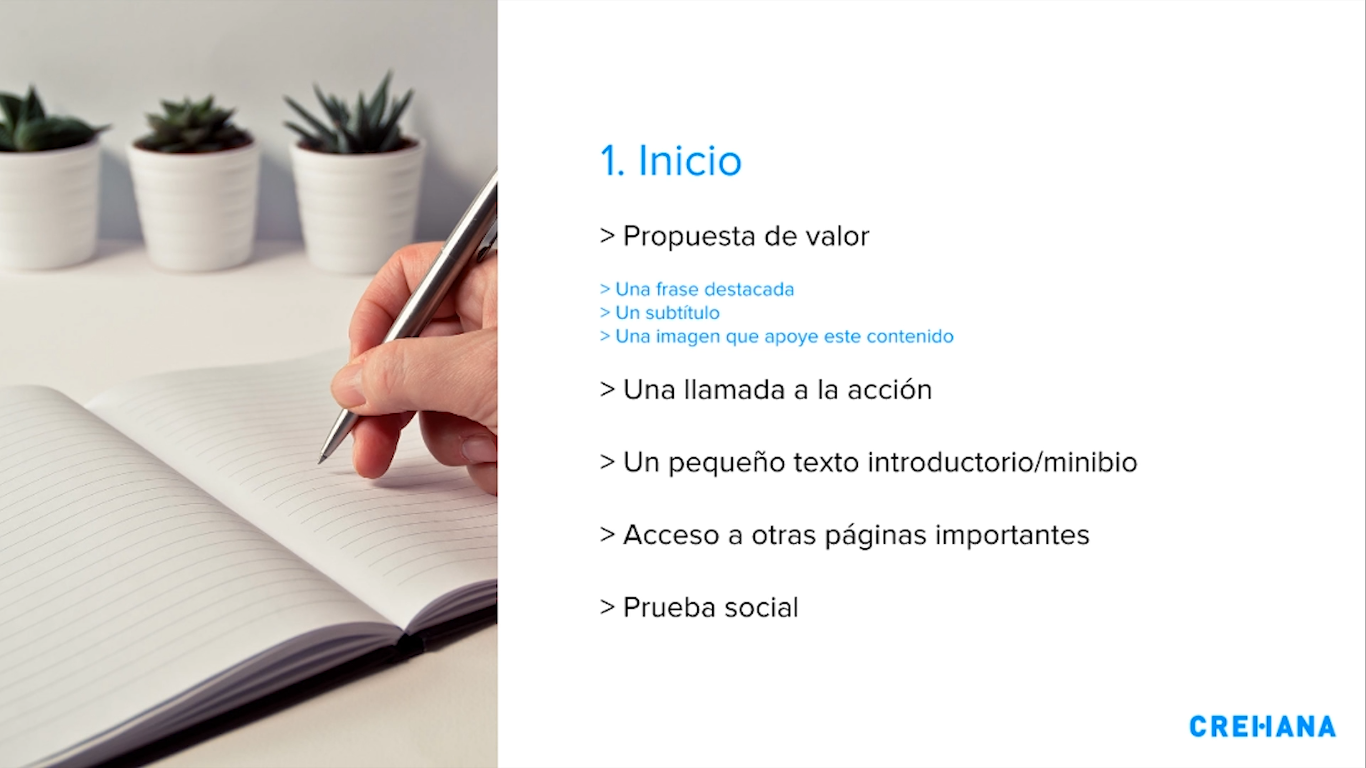 1. Inicio
> Propuesta de valor
> Una frase destacada
> Un subtítulo
> Una imagen que apoye este contenido
> Una llamada a la acción
> Un pequeño texto introductorio/minibio
> Acceso a otras páginas importantes
> Prueba social
CREHANA